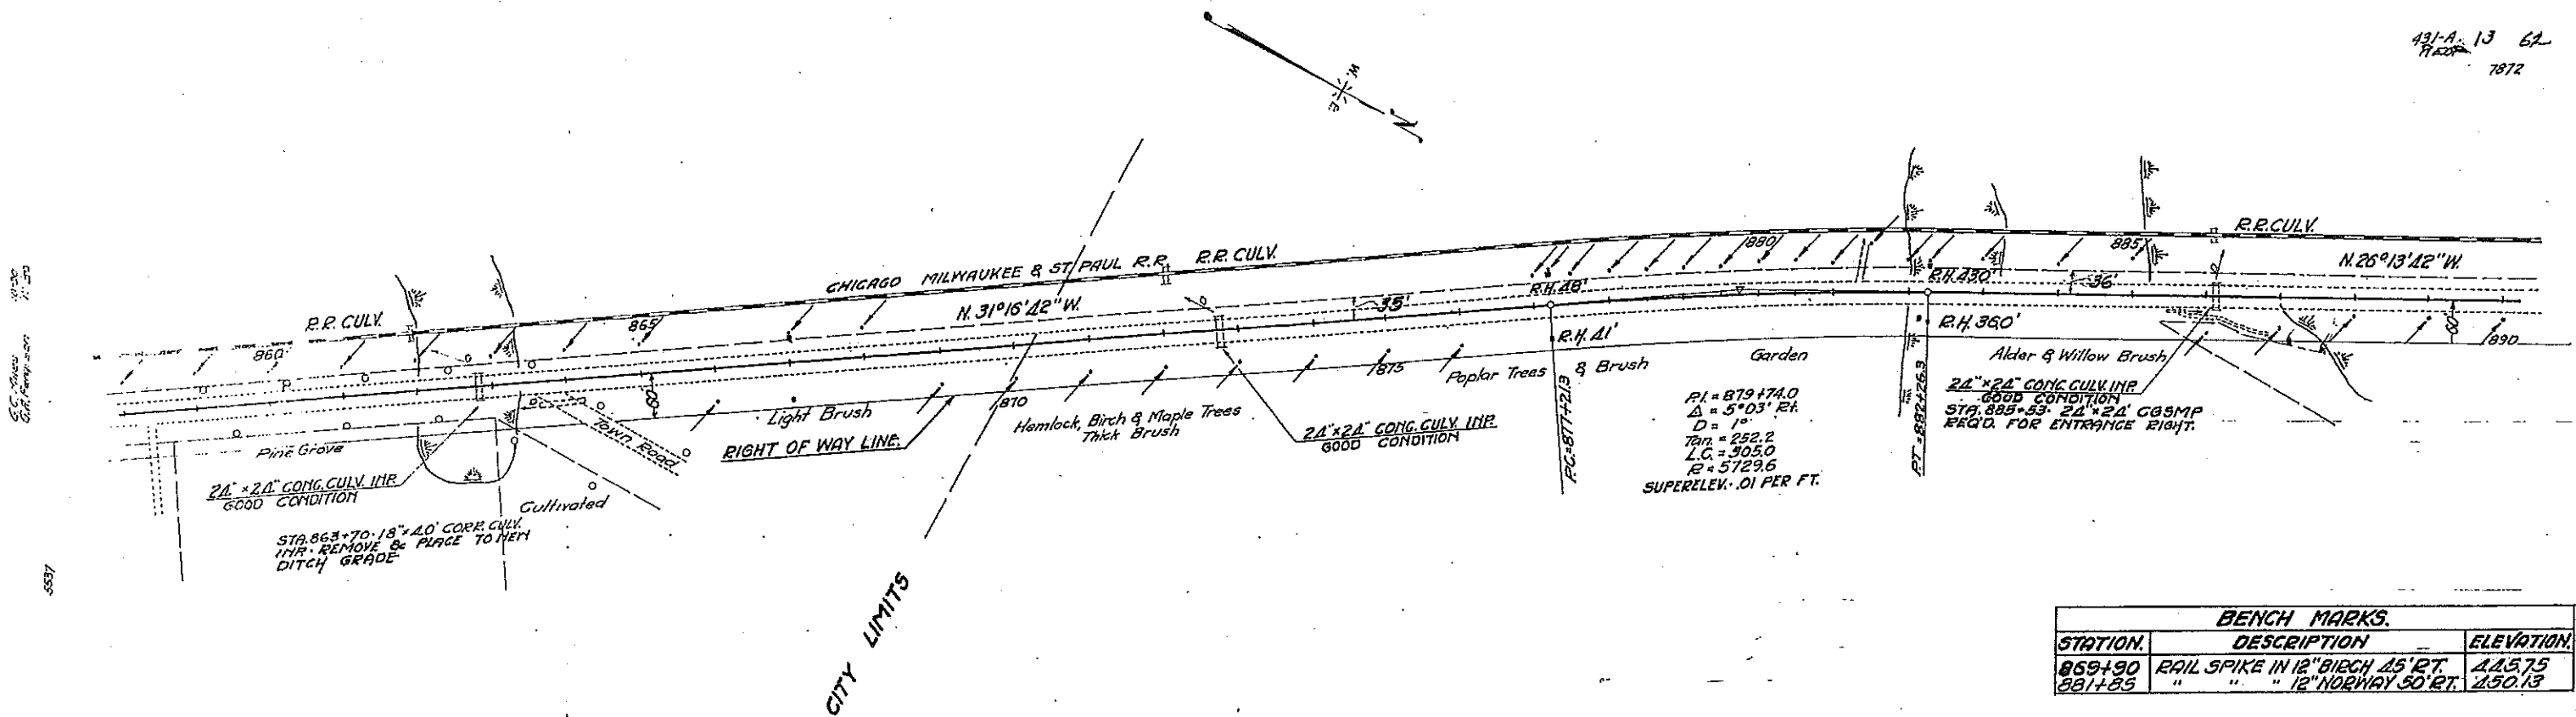 431-A 13 62
7872
W.
E
N
R.R. CULV.
CHICAGO MILWAUKEE & ST. PAUL R.R.
R.R. CULV.
R.R. CULV.
860
865
880
885
N. 31°16'42" W.
35'
R.H. 48'
R.H. 430'
36'
N. 26°13'42" W.
60'
60'
R.H. 41'
R.H. 360'
870
875
890
Pine Grove
Town Road
Light Brush
RIGHT OF WAY LINE.
Hemlock, Birch & Maple Trees
Thick Brush
Poplar Trees & Brush
Garden
Alder & Willow Brush
24"×24" CONC. CULV. INP.
GOOD CONDITION
Cultivated
STA. 863+70·18"×40' CORR. CULV.
INP. REMOVE & PLACE TO NEW
DITCH GRADE
24"×24" CONC. CULV. INP.
GOOD CONDITION
P.C.=877+21.3
P.I. = 879+74.0
Δ = 5°03' Rt.
D = 1°
Tan. = 252.2
L.C. = 505.0
R = 5729.6
SUPERELEV. .01 PER FT.
P.T.=882+26.3
24"×24" CONC. CULV. INP.
GOOD CONDITION
STA. 885+53· 24"×24' CGSMP
REQ'D. FOR ENTRANCE RIGHT.
CITY LIMITS
5537
BENCH MARKS.
STATION. DESCRIPTION ELEVATION.
869+90 RAIL SPIKE IN 12" BIRCH 45' RT. 445.75
881+85 " " " 12" NORWAY 50' RT. 450.13